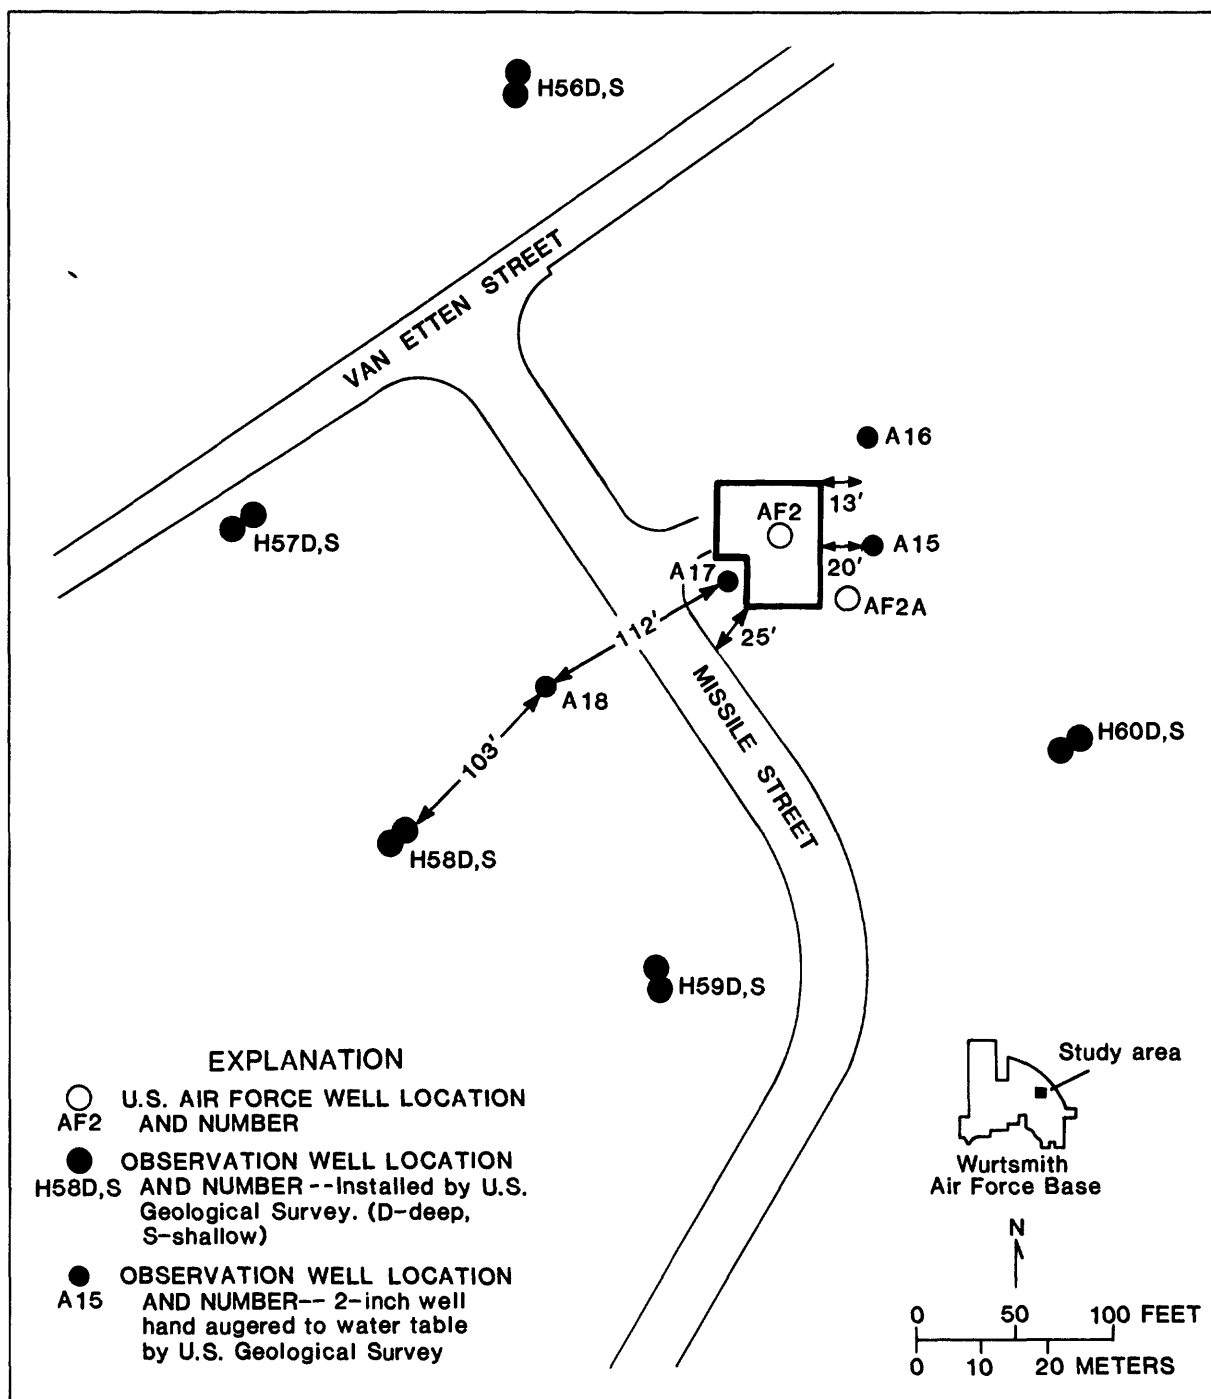 H56D,S
VAN ETTEN STREET
A16
13'
AF2
A15
20'
H57D,S
A17
AF2A
112'
25'
A18
MISSILE STREET
H60D,S
103'
H58D,S
H59D,S
EXPLANATION
U.S. AIR FORCE WELL LOCATION
AF2 AND NUMBER
OBSERVATION WELL LOCATION
H58D,S AND NUMBER--Installed by U.S.
Geological Survey. (D-deep,
S-shallow)
OBSERVATION WELL LOCATION
A15 AND NUMBER-- 2-inch well
hand augered to water table
by U.S. Geological Survey
Study area
Wurtsmith
Air Force Base
N
0 50 100 FEET
0 10 20 METERS